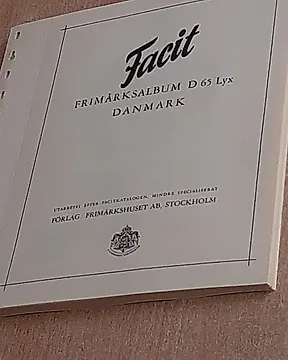 Facit
FRIMÄRKSALBUM D 65 Lyx
DANMARK
UTARBETAT EFTER FACITKATALOGEN, MINDRE SPECIALISERAT
FÖRLAG: FRIMÄRKSHUSET AB, STOCKHOLM